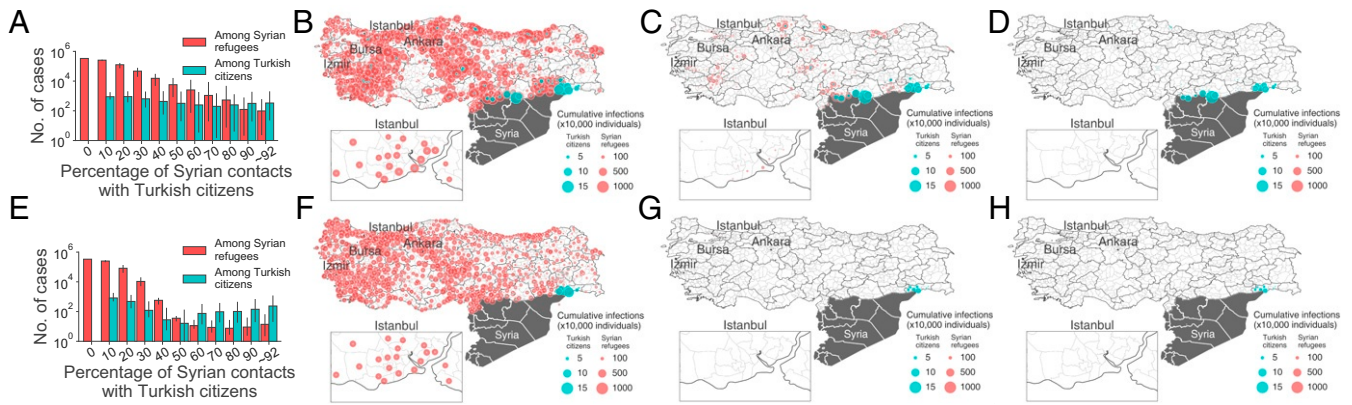 A
Among Syrian
refugees
Among Turkish
citizens
No. of cases
10^6
10^4
10^2
10^0
0
10
20
30
40
50
60
70
80
90
~92
Percentage of Syrian contacts
with Turkish citizens
B
Istanbul
Bursa
Ankara
Izmir
Syria
Istanbul
Cumulative infections
(x10,000 individuals)
Turkish
citizens
Syrian
refugees
5 100
10 500
15 1000
C
Istanbul
Bursa
Ankara
Izmir
Syria
Istanbul
Cumulative infections
(x10,000 individuals)
Turkish
citizens
Syrian
refugees
5 100
10 500
15 1000
D
Istanbul
Bursa
Ankara
Izmir
Syria
Istanbul
Cumulative infections
(x10,000 individuals)
Turkish
citizens
Syrian
refugees
5 100
10 500
15 1000
E
Among Syrian
refugees
Among Turkish
citizens
No. of cases
10^6
10^4
10^2
10^0
0
10
20
30
40
50
60
70
80
90
~92
Percentage of Syrian contacts
with Turkish citizens
F
Istanbul
Bursa
Ankara
Izmir
Syria
Istanbul
Cumulative infections
(x10,000 individuals)
Turkish
citizens
Syrian
refugees
5 100
10 500
15 1000
G
Istanbul
Bursa
Ankara
Izmir
Syria
Istanbul
Cumulative infections
(x10,000 individuals)
Turkish
citizens
Syrian
refugees
5 100
10 500
15 1000
H
Istanbul
Bursa
Ankara
Izmir
Syria
Istanbul
Cumulative infections
(x10,000 individuals)
Turkish
citizens
Syrian
refugees
5 100
10 500
15 1000